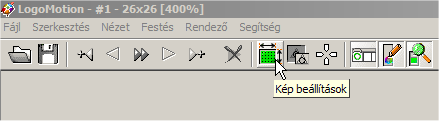 LogoMotion - #1 - 26x26 [400%]
Fájl Szerkesztés Nézet Festés Rendező Segítség
Kép beállítások